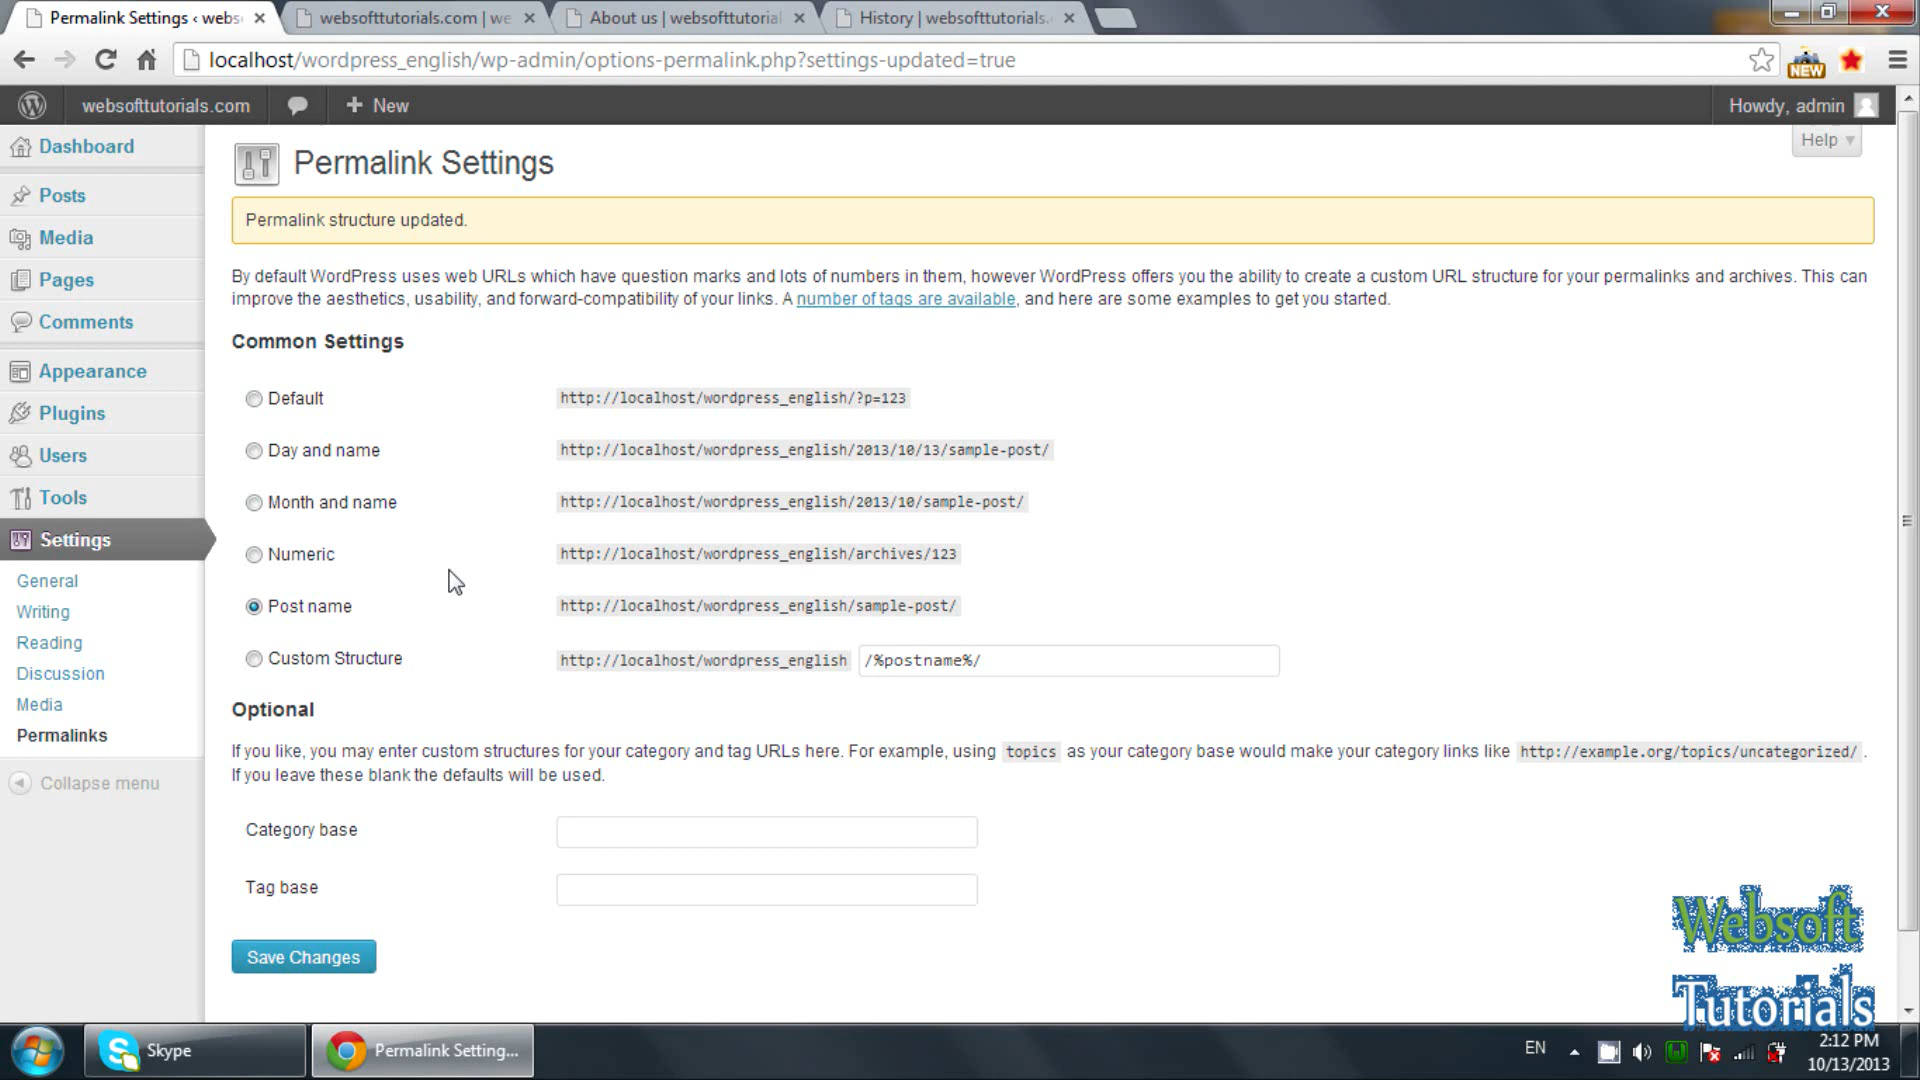 Permalink Settings ‹ webs
websofttutorials.com | we
About us | websofttutorial
History | websofttutorials.
localhost/wordpress_english/wp-admin/options-permalink.php?settings-updated=true
NEW
websofttutorials.com
+ New
Howdy, admin
Help
Dashboard
Posts
Media
Pages
Comments
Appearance
Plugins
Users
Tools
Settings
General
Writing
Reading
Discussion
Media
Permalinks
Collapse menu
Permalink Settings
Permalink structure updated.
By default WordPress uses web URLs which have question marks and lots of numbers in them, however WordPress offers you the ability to create a custom URL structure for your permalinks and archives. This can
improve the aesthetics, usability, and forward-compatibility of your links. A number of tags are available, and here are some examples to get you started.
Common Settings
Default http://localhost/wordpress_english/?p=123
Day and name http://localhost/wordpress_english/2013/10/13/sample-post/
Month and name http://localhost/wordpress_english/2013/10/sample-post/
Numeric http://localhost/wordpress_english/archives/123
Post name http://localhost/wordpress_english/sample-post/
Custom Structure http://localhost/wordpress_english /%postname%/
Optional
If you like, you may enter custom structures for your category and tag URLs here. For example, using topics as your category base would make your category links like http://example.org/topics/uncategorized/ .
If you leave these blank the defaults will be used.
Category base
Tag base
Save Changes
Websoft
Tutorials
Skype
Permalink Setting...
EN
2:12 PM
10/13/2013